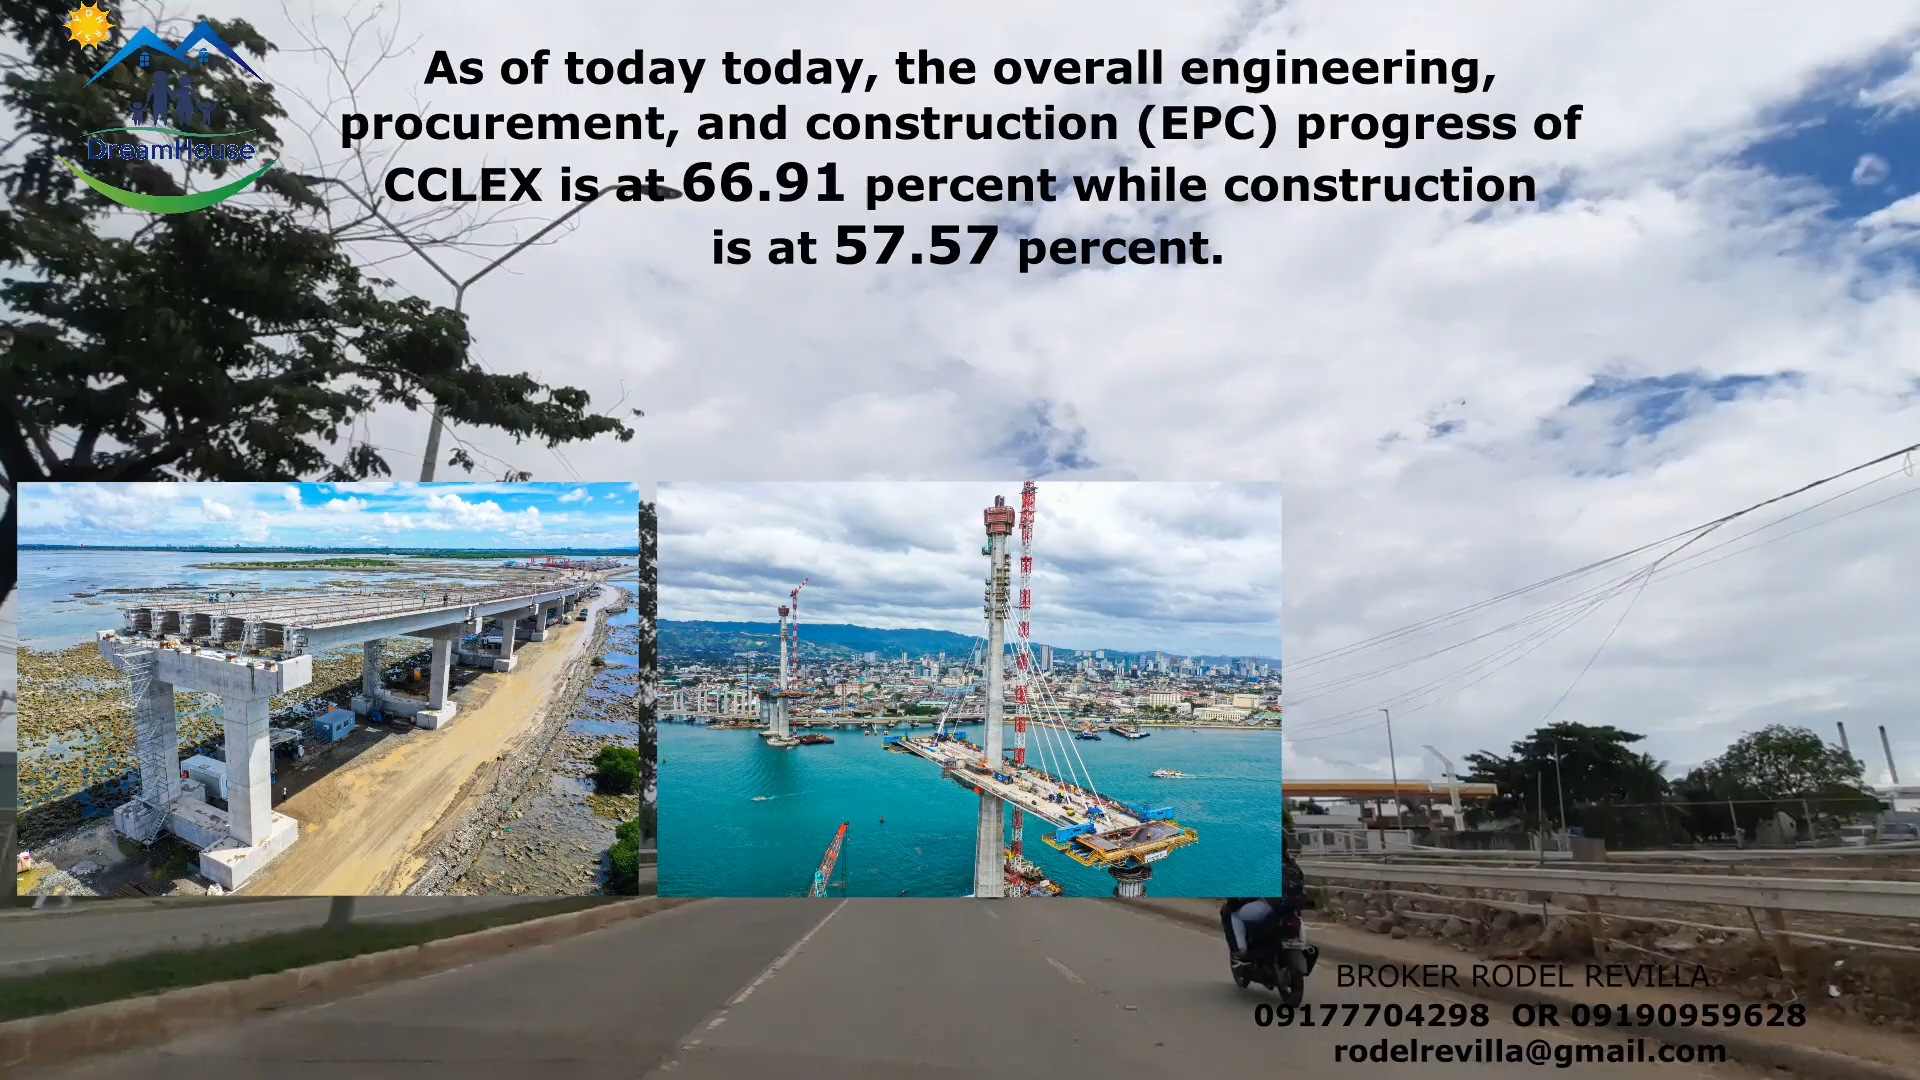 DreamHouse
As of today today, the overall engineering,
procurement, and construction (EPC) progress of
CCLEX is at 66.91 percent while construction
is at 57.57 percent.
BROKER RODEL REVILLA
09177704298 OR 09190959628
rodelrevilla@gmail.com